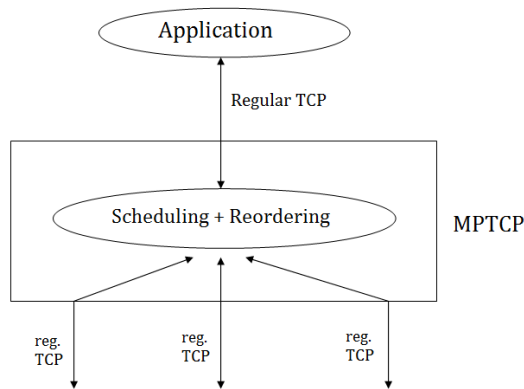 Application
Regular TCP
Scheduling + Reordering
MPTCP
reg.
TCP
reg.
TCP
reg.
TCP